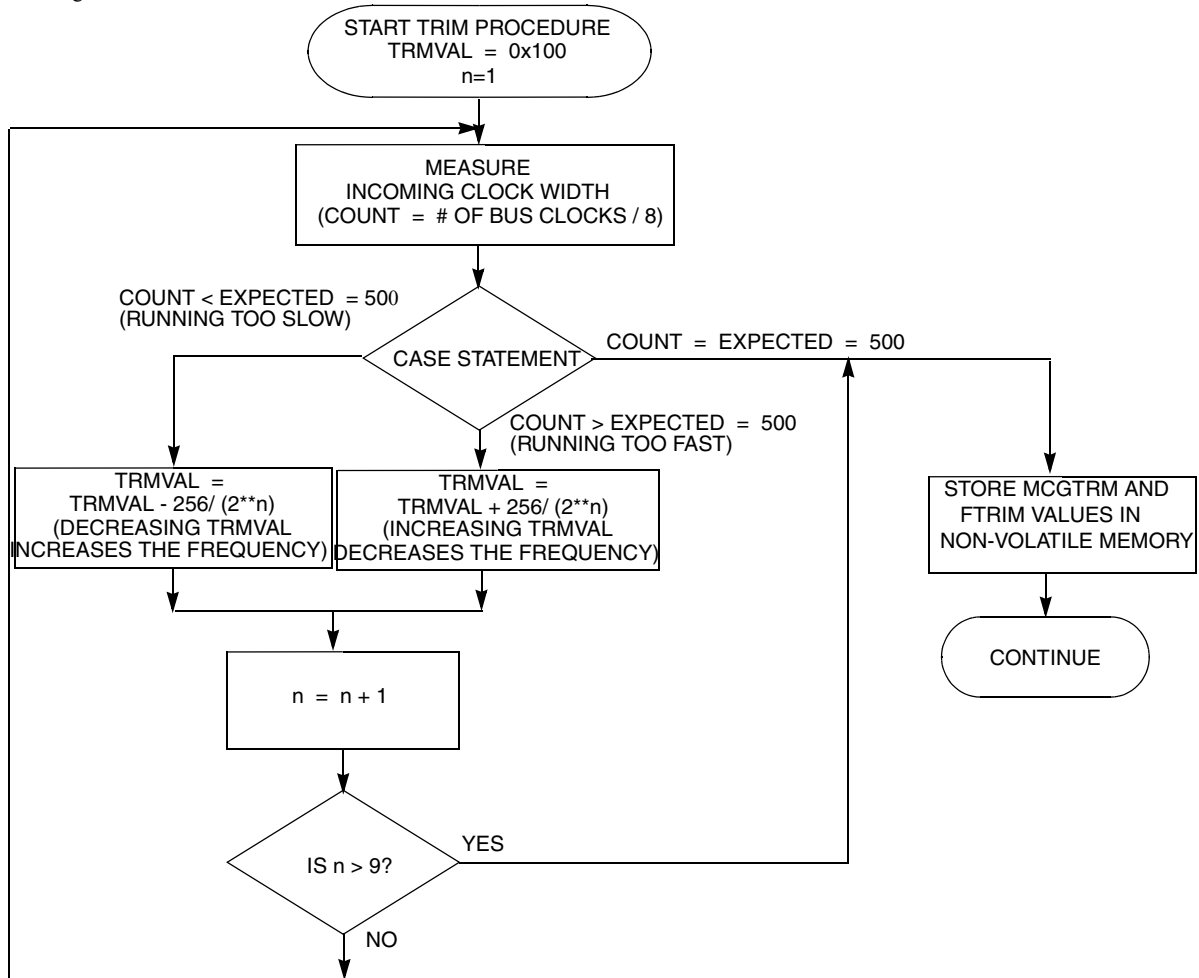 START TRIM PROCEDURE
TRMVAL = 0x100
n=1
MEASURE
INCOMING CLOCK WIDTH
(COUNT = # OF BUS CLOCKS / 8)
COUNT < EXPECTED = 500
(RUNNING TOO SLOW)
CASE STATEMENT
COUNT = EXPECTED = 500
COUNT > EXPECTED = 500
(RUNNING TOO FAST)
TRMVAL =
TRMVAL - 256/ (2**n)
(DECREASING TRMVAL
INCREASES THE FREQUENCY)
TRMVAL =
TRMVAL + 256/ (2**n)
(INCREASING TRMVAL
DECREASES THE FREQUENCY)
STORE MCGTRM AND
FTRIM VALUES IN
NON-VOLATILE MEMORY
CONTINUE
n = n + 1
IS n > 9?
YES
NO